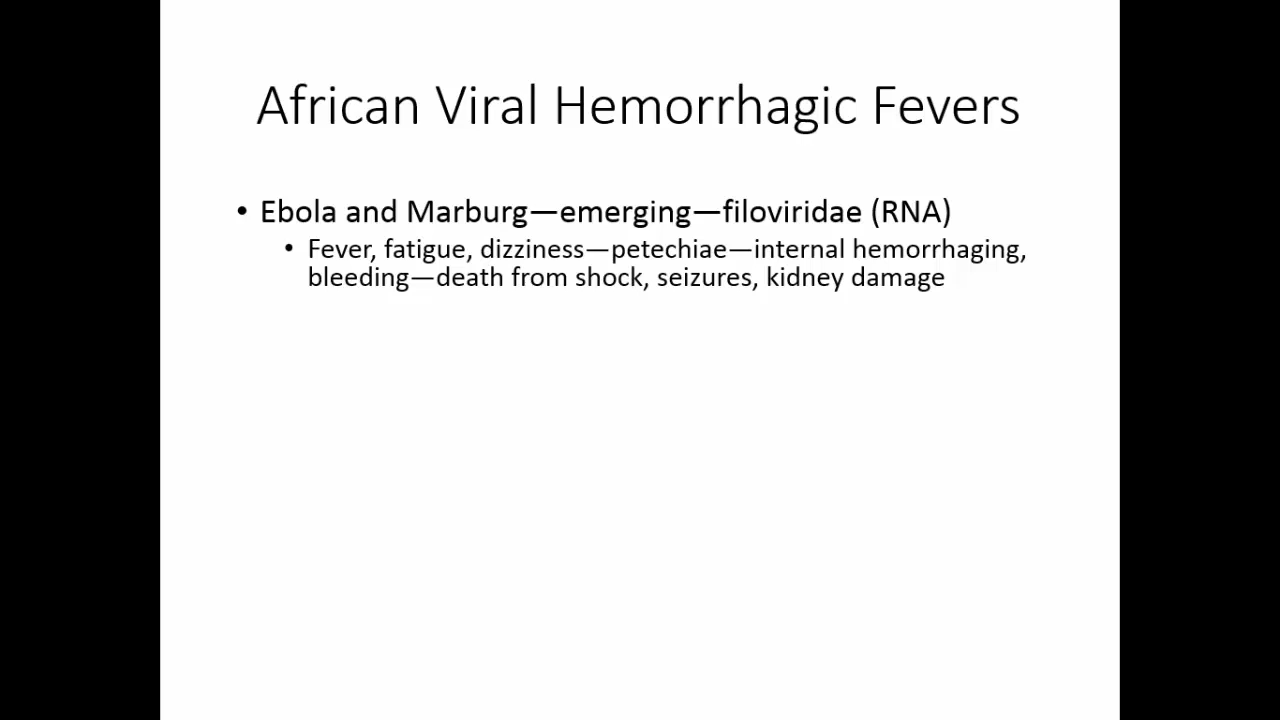 African Viral Hemorrhagic Fevers
• Ebola and Marburg—emerging—filoviridae (RNA)
• Fever, fatigue, dizziness—petechiae—internal hemorrhaging,
bleeding—death from shock, seizures, kidney damage